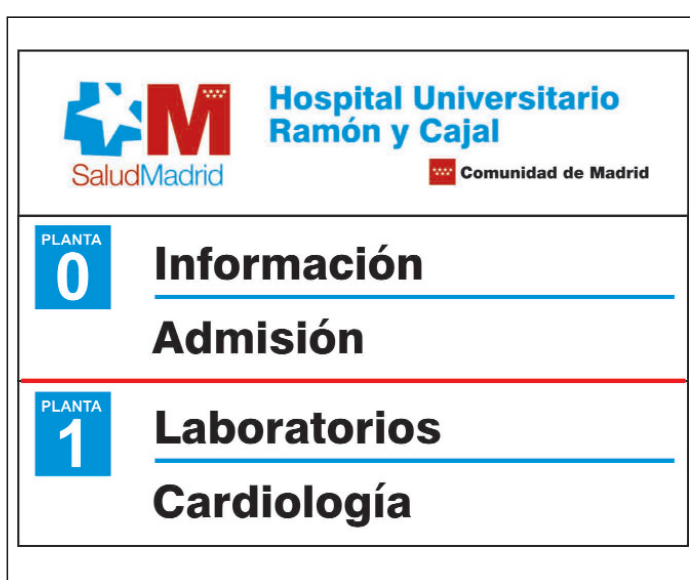 SaludMadrid
Hospital Universitario
Ramón y Cajal
Comunidad de Madrid
PLANTA
0
Información
Admisión
PLANTA
1
Laboratorios
Cardiología